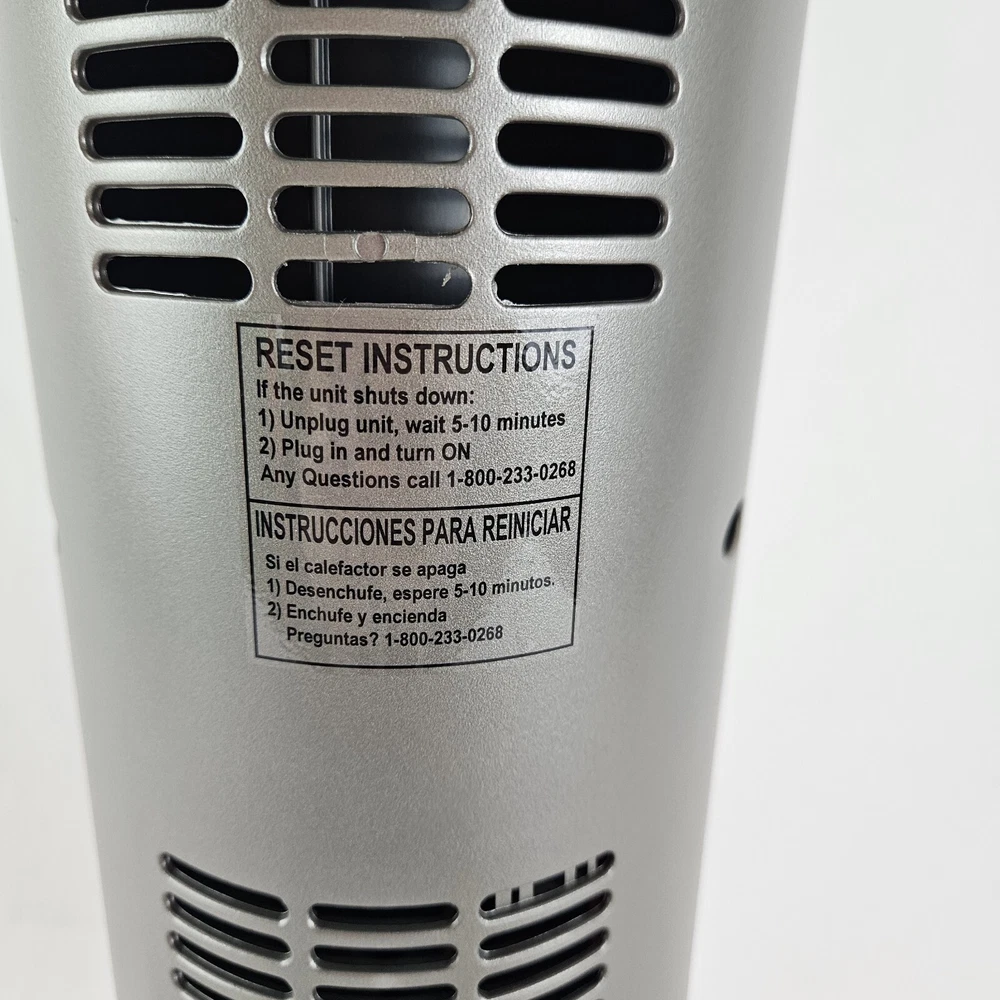 RESET INSTRUCTIONS
If the unit shuts down:
1) Unplug unit, wait 5-10 minutes
2) Plug in and turn ON
Any Questions call 1-800-233-0268
INSTRUCCIONES PARA REINICIAR
Si el calefactor se apaga
1) Desenchufe, espere 5-10 minutos.
2) Enchufe y encienda
Preguntas? 1-800-233-0268